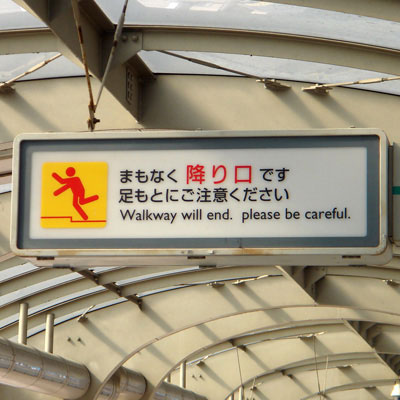 まもなく 降り口 です
足もとにご注意ください
Walkway will end. please be careful.